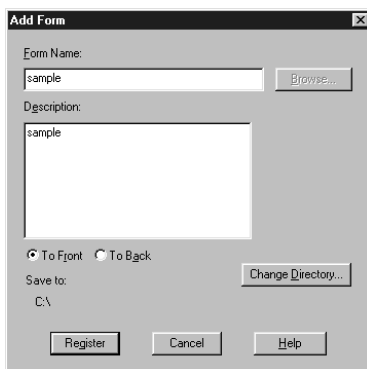 Add Form
Form Name:
sample
Browse...
Description:
sample
To Front To Back
Save to:
Change Directory...
C:\
Register Cancel Help